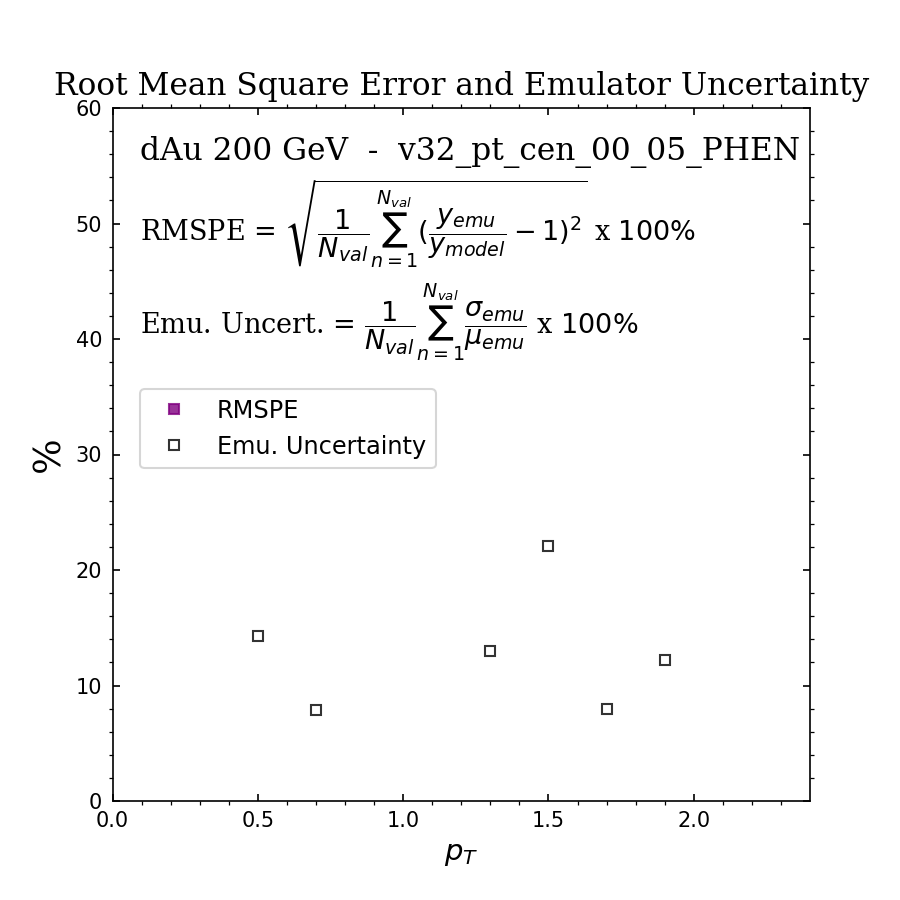 Root Mean Square Error and Emulator Uncertainty
dAu 200 GeV - v32_pt_cen_00_05_PHEN
RMSPE = √(1/N_val ∑_{n=1}^{N_val} (y_emu/y_model − 1)²) x 100%
Emu. Uncert. = 1/N_val ∑_{n=1}^{N_val} σ_emu/μ_emu x 100%
RMSPE
Emu. Uncertainty
%
60
50
40
30
20
10
0
0.0 0.5 1.0 1.5 2.0
p_T